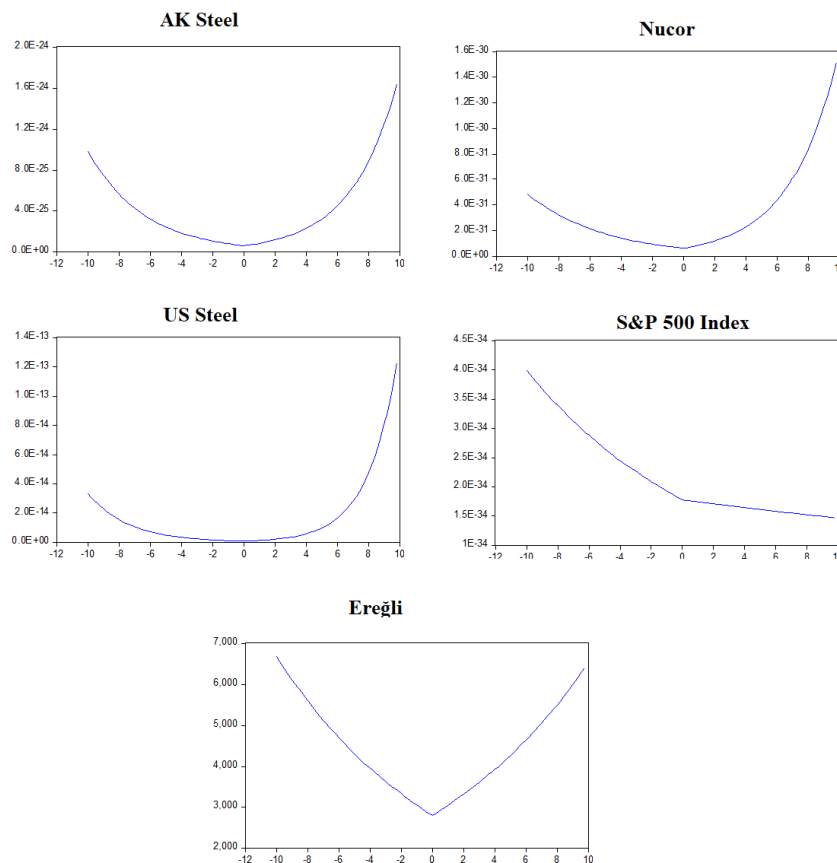 AK Steel
2.0E-24
1.6E-24
1.2E-24
8.0E-25
4.0E-25
0.0E+00
-12 -10 -8 -6 -4 -2 0 2 4 6 8 10
Nucor
1.6E-30
1.4E-30
1.2E-30
1.0E-30
8.0E-31
6.0E-31
4.0E-31
2.0E-31
0.0E+00
-12 -10 -8 -6 -4 -2 0 2 4 6 8 10
US Steel
1.4E-13
1.2E-13
1.0E-13
8.0E-14
6.0E-14
4.0E-14
2.0E-14
0.0E+00
-12 -10 -8 -6 -4 -2 0 2 4 6 8 10
S&P 500 Index
4.5E-34
4.0E-34
3.5E-34
3.0E-34
2.5E-34
2.0E-34
1.5E-34
1E-34
-12 -10 -8 -6 -4 -2 0 2 4 6 8 10
Ereğli
7,000
6,000
5,000
4,000
3,000
2,000
-12 -10 -8 -6 -4 -2 0 2 4 6 8 10